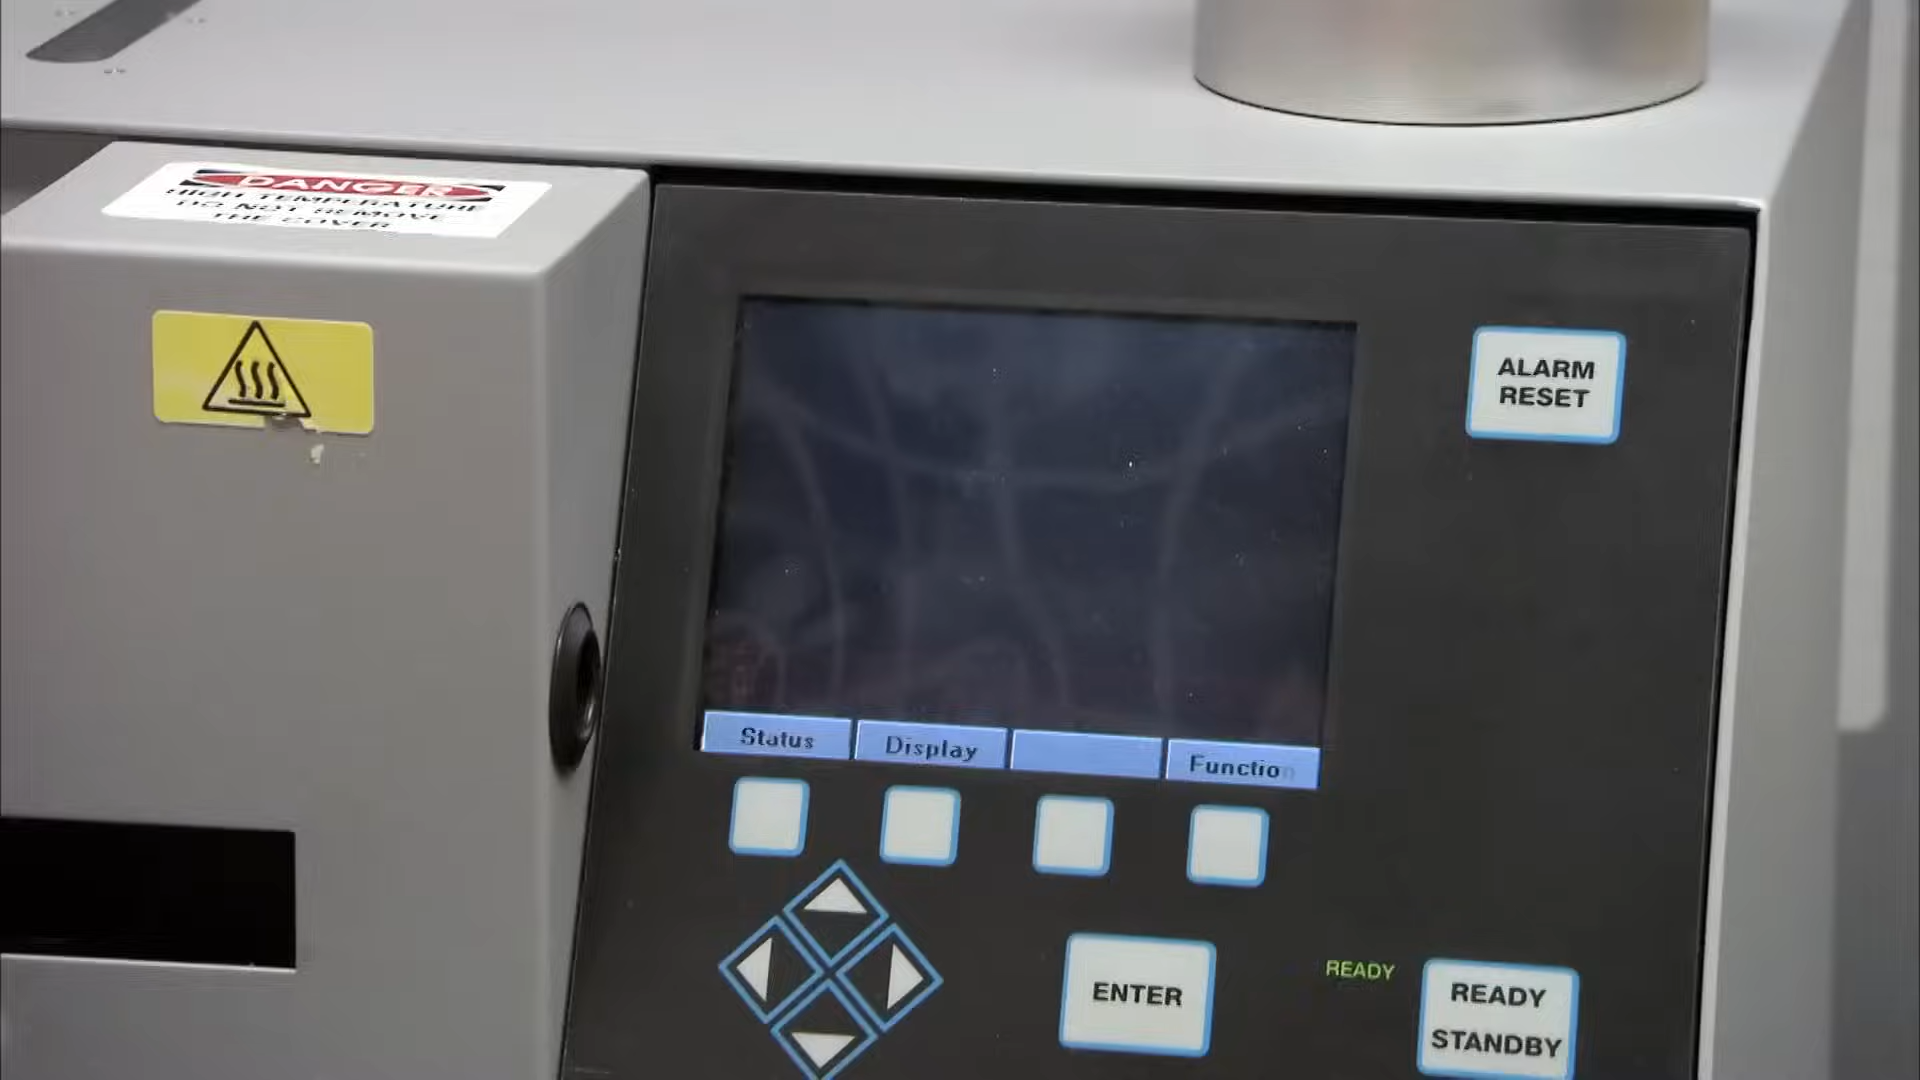 DANGER
HIGH TEMPERATURE
DO NOT REMOVE
THE COVER
ALARM
RESET
Status
Display
Function
ENTER
READY
READY
STANDBY